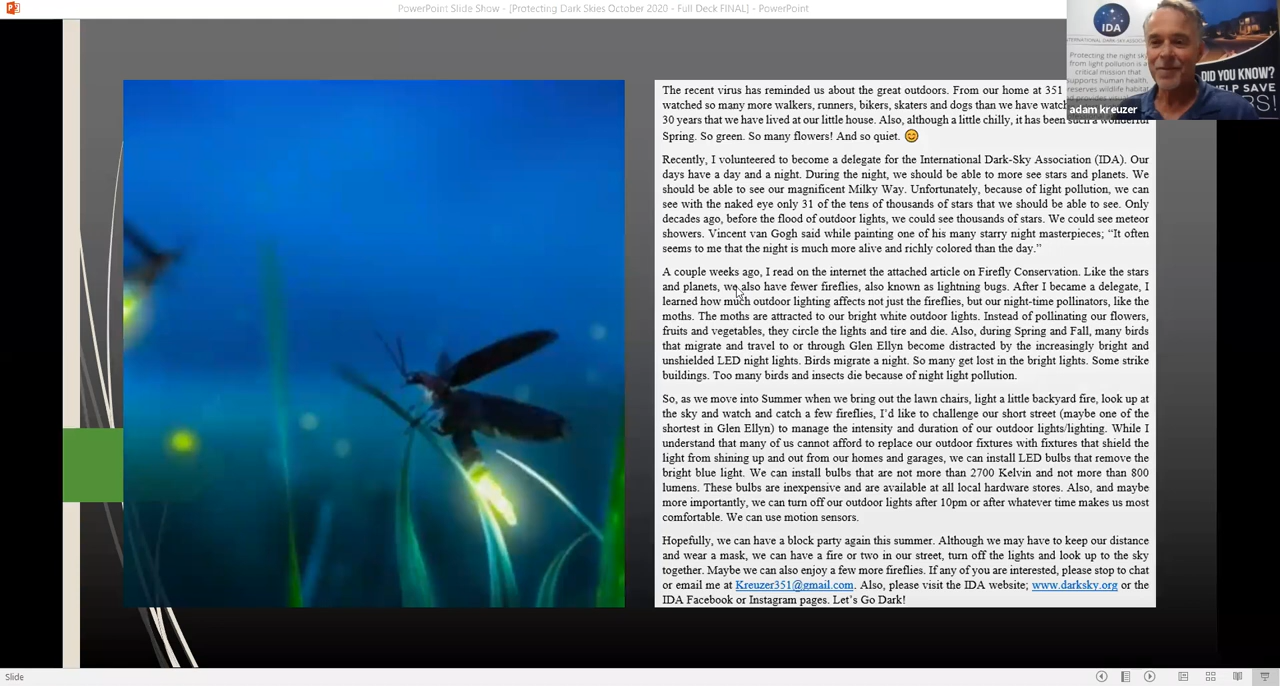 PowerPoint Slide Show - [Protecting Dark Skies October 2020 - Full Deck FINAL] - PowerPoint
IDA
INTERNATIONAL DARK-SKY ASSOCIATION
Protecting the night sky
from light pollution is a
critical mission that
supports human health,
DID YOU KNOW?
adam kreuzer
The recent virus has reminded us about the great outdoors. From our home at 351
watched so many more walkers, runners, bikers, skaters and dogs than we have
30 years that we have lived at our little house. Also, although a little chilly, it has been such a wonderful
Spring. So green. So many flowers! And so quiet. 😊
Recently, I volunteered to become a delegate for the International Dark-Sky Association (IDA). Our
days have a day and a night. During the night, we should be able to more see stars and planets. We
should be able to see our magnificent Milky Way. Unfortunately, because of light pollution, we can
see with the naked eye only 31 of the tens of thousands of stars that we should be able to see. Only
decades ago, before the flood of outdoor lights, we could see thousands of stars. We could see meteor
showers. Vincent van Gogh said while painting one of his many starry night masterpieces; “It often
seems to me that the night is much more alive and richly colored than the day.”
A couple weeks ago, I read on the internet the attached article on Firefly Conservation. Like the stars
and planets, we also have fewer fireflies, also known as lightning bugs. After I became a delegate, I
learned how much outdoor lighting affects not just the fireflies, but our night-time pollinators, like the
moths. The moths are attracted to our bright white outdoor lights. Instead of pollinating our flowers,
fruits and vegetables, they circle the lights and tire and die. Also, during Spring and Fall, many birds
that migrate and travel to or through Glen Ellyn become distracted by the increasingly bright and
unshielded LED night lights. Birds migrate a night. So many get lost in the bright lights. Some strike
buildings. Too many birds and insects die because of night light pollution.
So, as we move into Summer when we bring out the lawn chairs, light a little backyard fire, look up at
the sky and watch and catch a few fireflies, I’d like to challenge our short street (maybe one of the
shortest in Glen Ellyn) to manage the intensity and duration of our outdoor lights/lighting. While I
understand that many of us cannot afford to replace our outdoor fixtures with fixtures that shield the
light from shining up and out from our homes and garages, we can install LED bulbs that remove the
bright blue light. We can install bulbs that are not more than 2700 Kelvin and not more than 800
lumens. These bulbs are inexpensive and are available at all local hardware stores. Also, and maybe
more importantly, we can turn off our outdoor lights after 10pm or after whatever time makes us most
comfortable. We can use motion sensors.
Hopefully, we can have a block party again this summer. Although we may have to keep our distance
and wear a mask, we can have a fire or two in our street, turn off the lights and look up to the sky
together. Maybe we can also enjoy a few more fireflies. If any of you are interested, please stop to chat
or email me at Kreuzer351@gmail.com. Also, please visit the IDA website; www.darksky.org or the
IDA Facebook or Instagram pages. Let’s Go Dark!
Slide